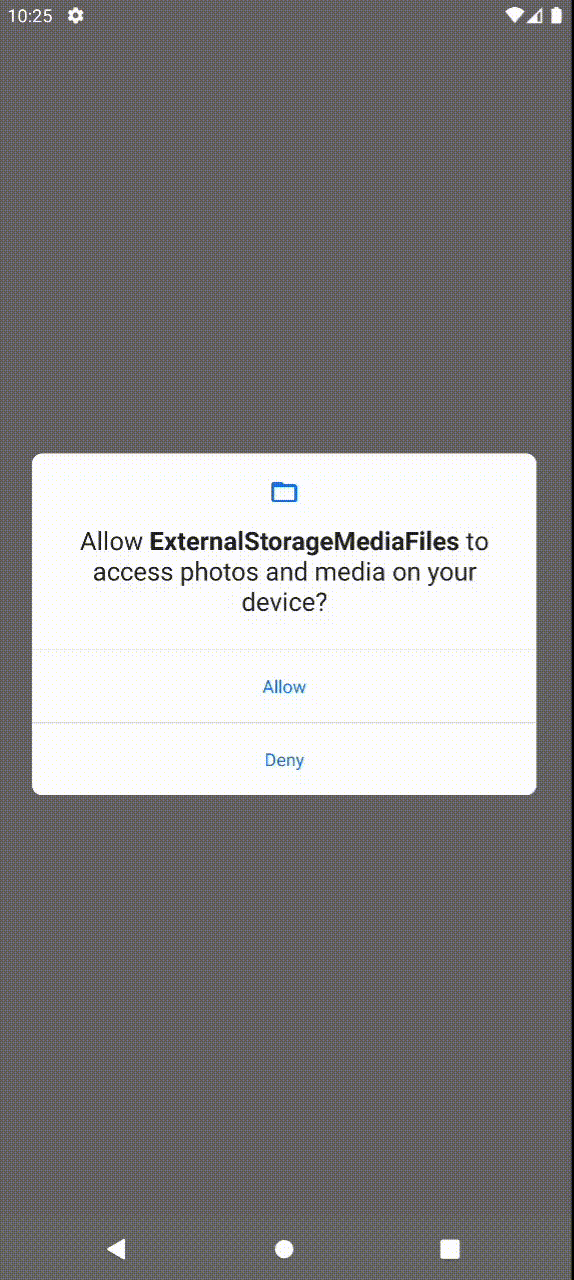 10:25
Allow ExternalStorageMediaFiles to
access photos and media on your
device?
Allow
Deny